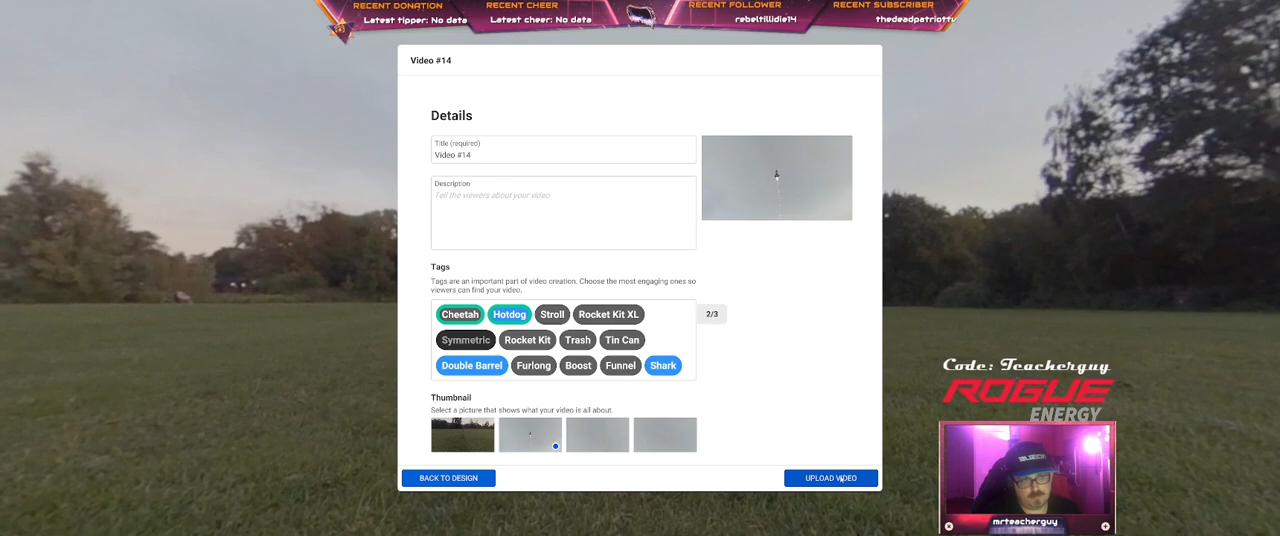 RECENT DONATION
Latest tipper: No data
RECENT CHEER
Latest cheer: No data
RECENT FOLLOWER
rebeltillidie14
RECENT SUBSCRIBER
thedeadpatriottv
Video #14
Details
Title (required)
Video #14
Description
Tell the viewers about your video
Tags
Tags are an important part of video creation. Choose the most engaging ones so
viewers can find your video.
Cheetah Hotdog Stroll Rocket Kit XL
2/3
Symmetric Rocket Kit Trash Tin Can
Double Barrel Furlong Boost Funnel Shark
Thumbnail
Select a picture that shows what your video is all about.
BACK TO DESIGN
UPLOAD VIDEO
Code: Teacherguy
ROGUE
ENERGY
mrteacherguy